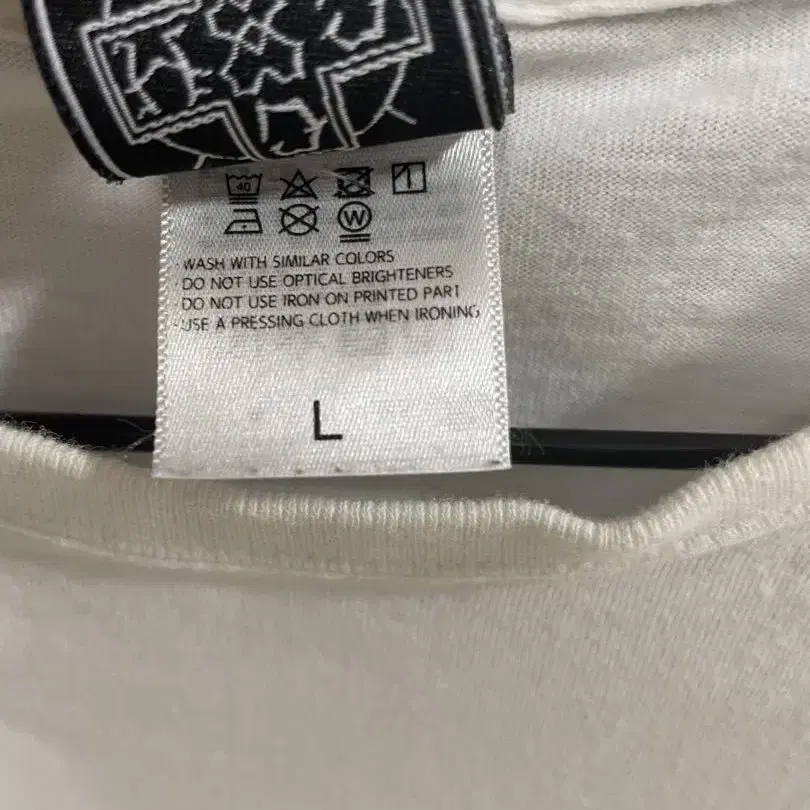 40
W
WASH WITH SIMILAR COLORS
DO NOT USE OPTICAL BRIGHTENERS
DO NOT USE IRON ON PRINTED PART
USE A PRESSING CLOTH WHEN IRONING
L